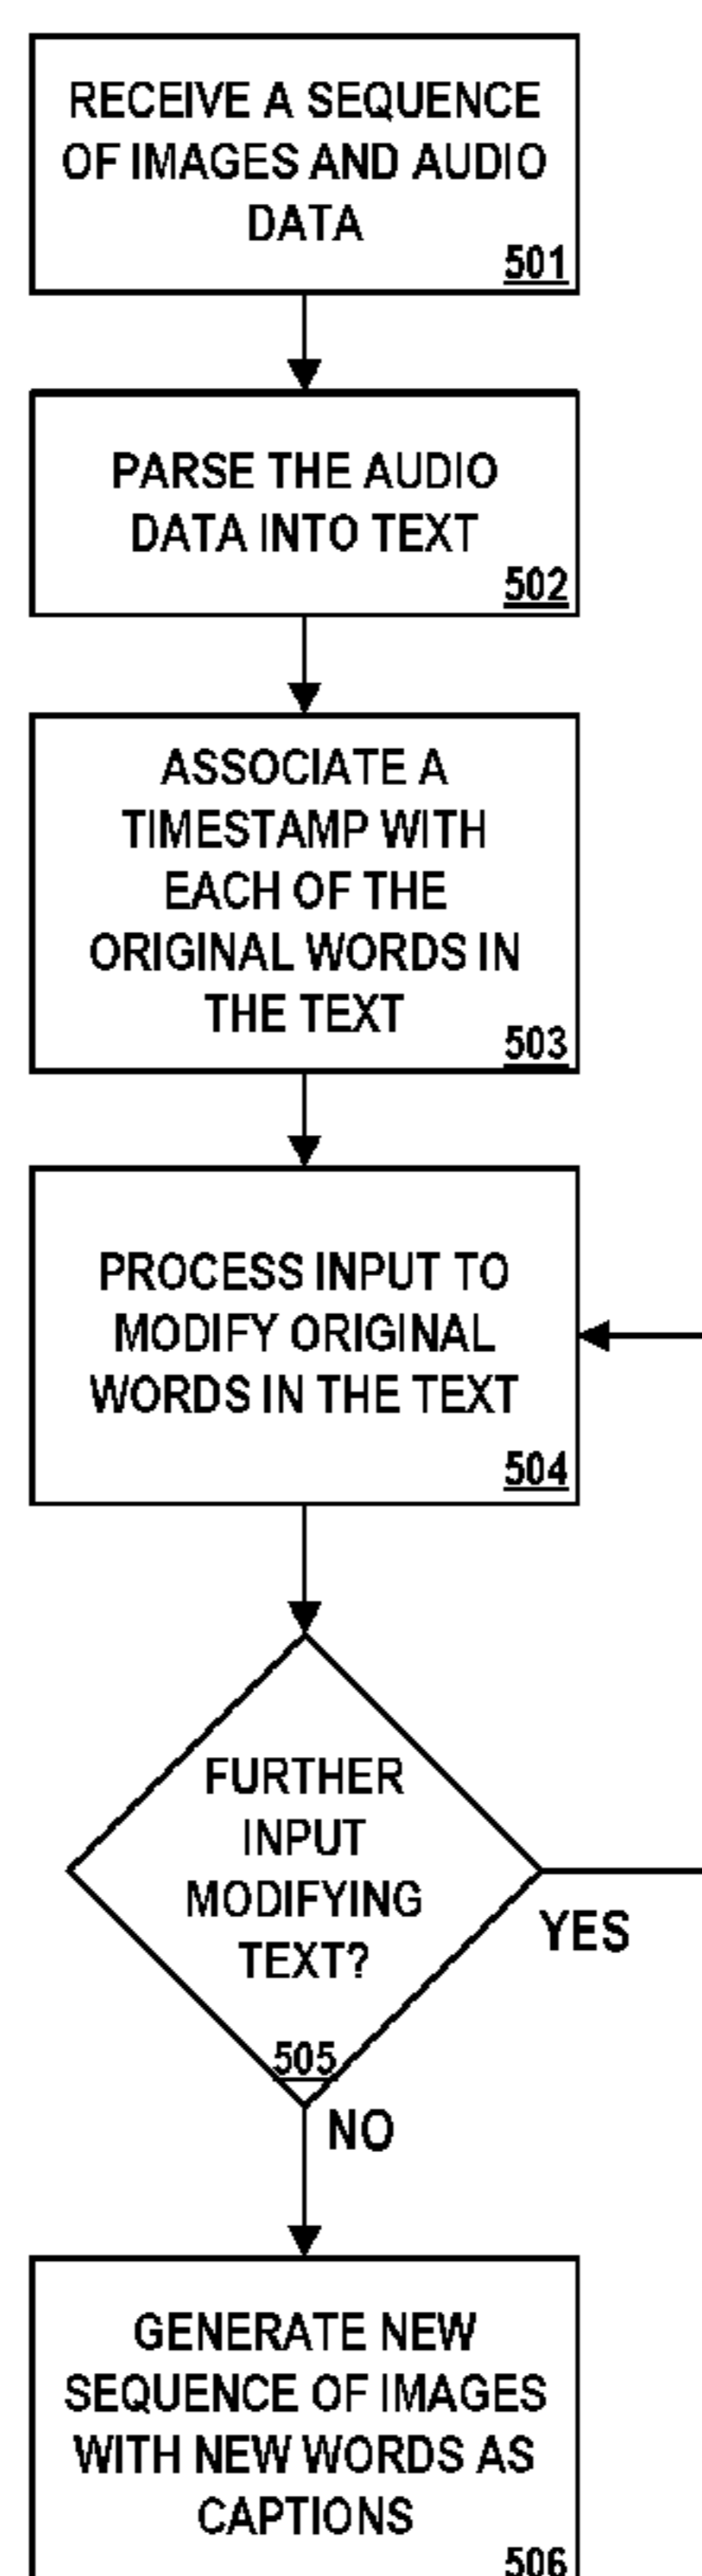 RECEIVE A SEQUENCE
OF IMAGES AND AUDIO
DATA
501
PARSE THE AUDIO
DATA INTO TEXT
502
ASSOCIATE A
TIMESTAMP WITH
EACH OF THE
ORIGINAL WORDS IN
THE TEXT
503
PROCESS INPUT TO
MODIFY ORIGINAL
WORDS IN THE TEXT
504
FURTHER
INPUT
MODIFYING
TEXT?
505
YES
NO
GENERATE NEW
SEQUENCE OF IMAGES
WITH NEW WORDS AS
CAPTIONS
506